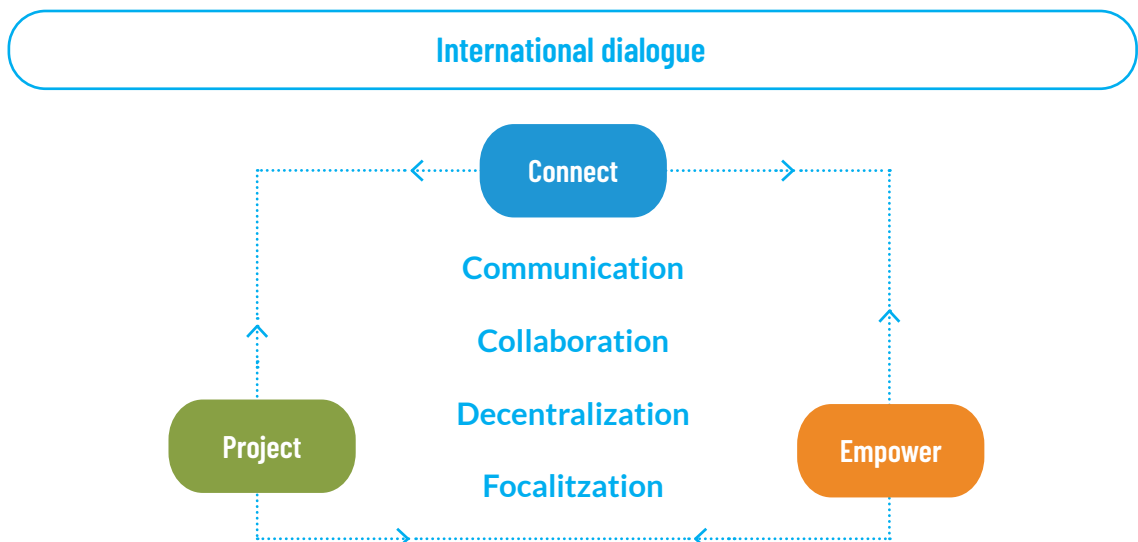 International dialogue
Connect
Communication
Collaboration
Decentralization
Project
Empower
Focalitzation